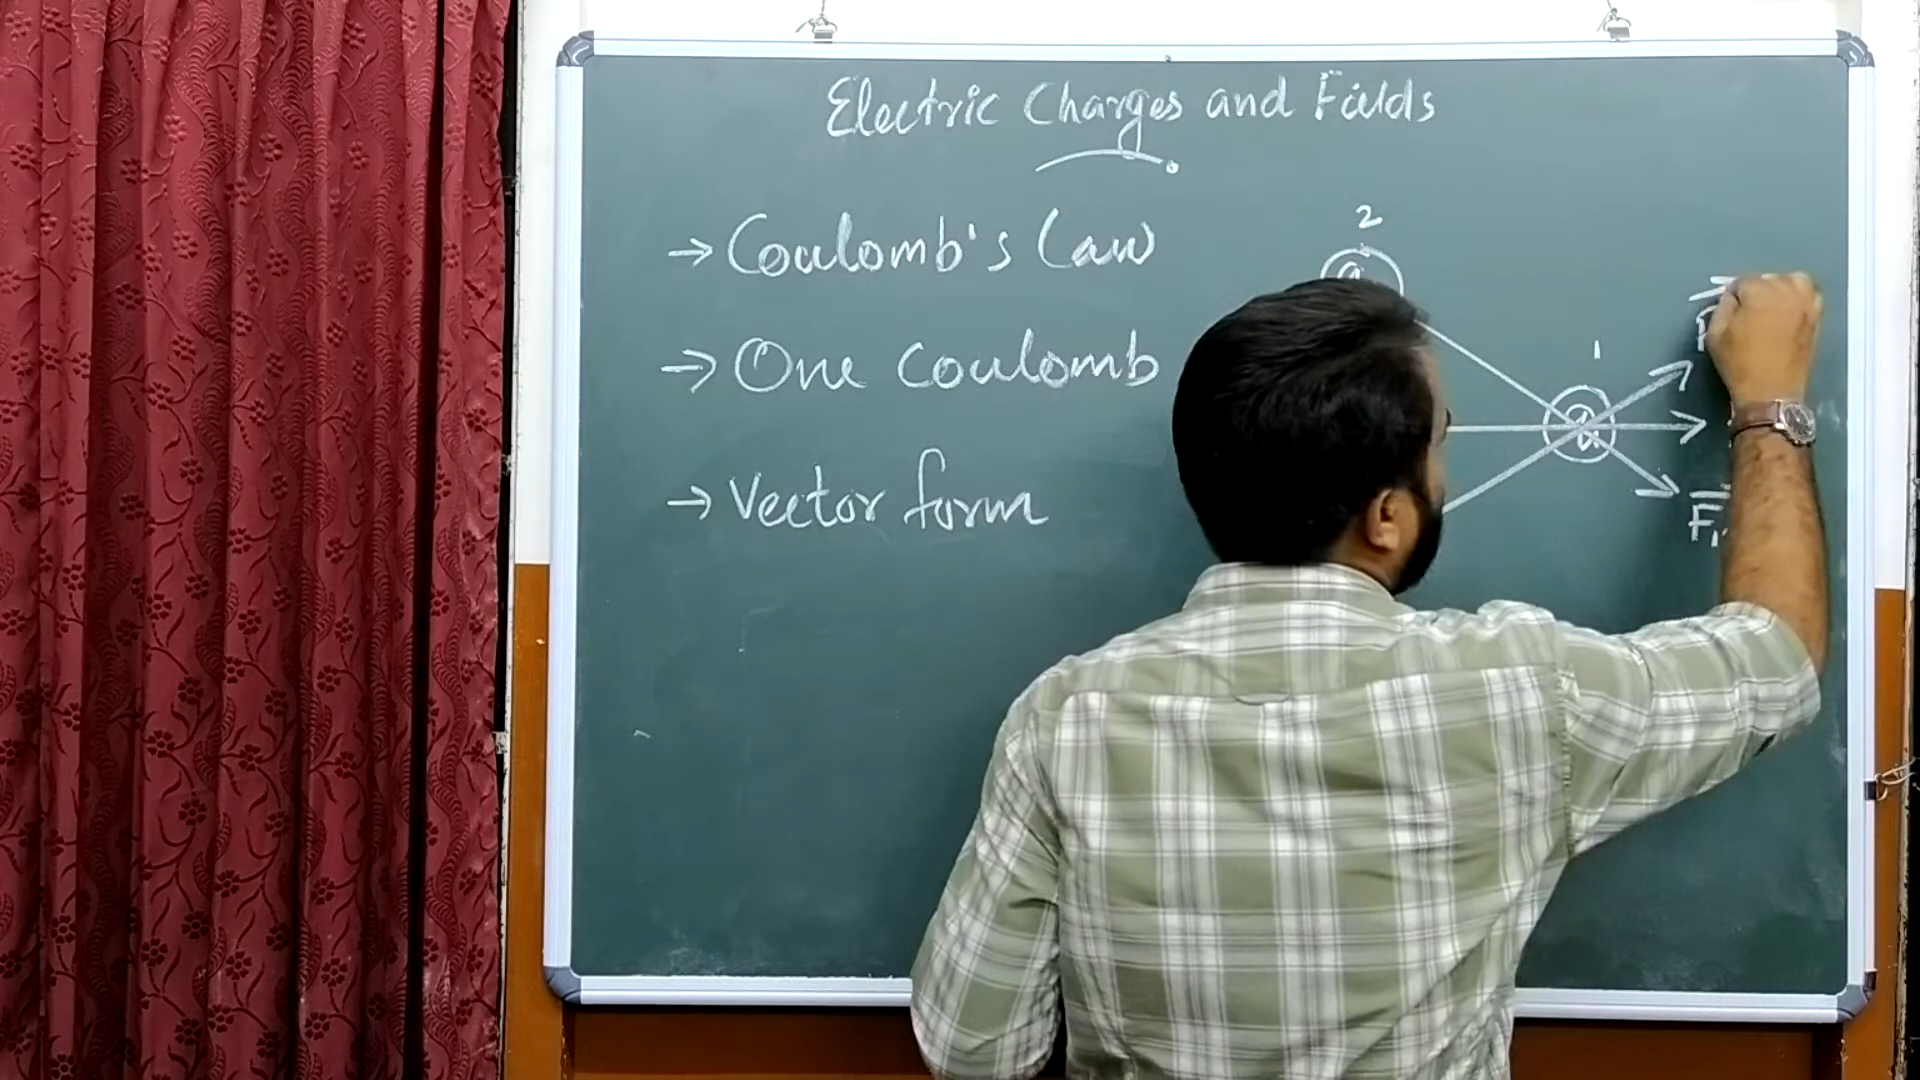 Electric Charges and Fields
→ Coulomb's Law
→ One Coulomb
→ Vector form
2
1